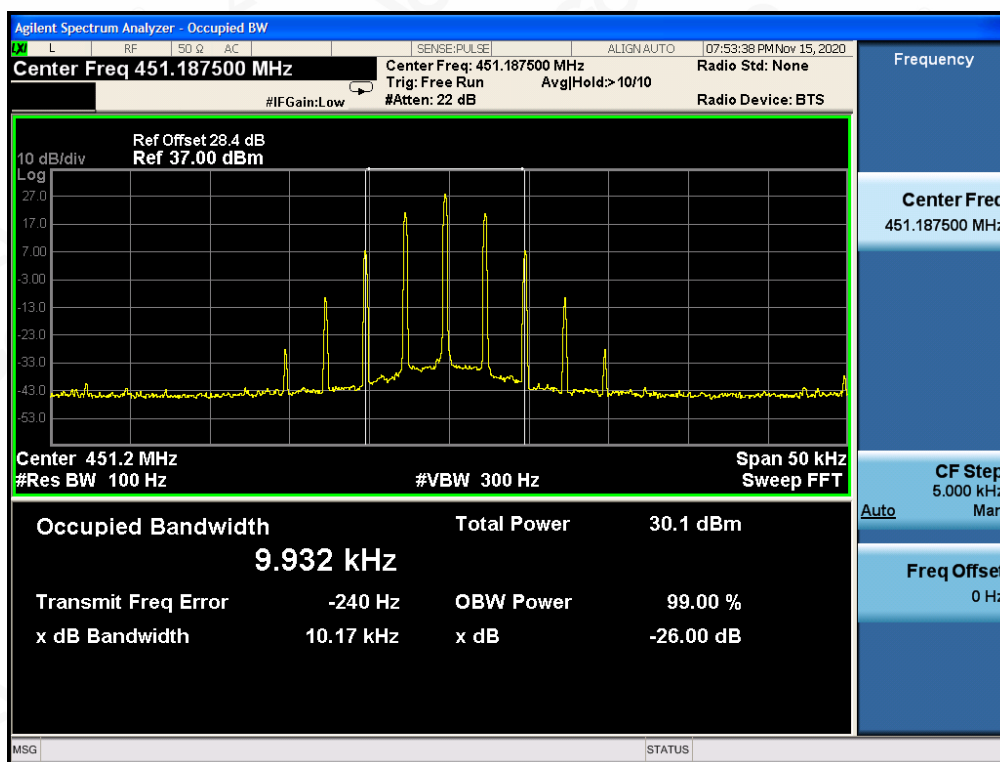 Agilent Spectrum Analyzer - Occupied BW
LXI L RF 50 Ω AC SENSE:PULSE ALIGN AUTO 07:53:38 PM Nov 15, 2020
Center Freq 451.187500 MHz
Center Freq: 451.187500 MHz
Radio Std: None
Trig: Free Run Avg|Hold:> 10/10
#IFGain:Low #Atten: 22 dB
Radio Device: BTS
Frequency
Ref Offset 28.4 dB
10 dB/div Ref 37.00 dBm
Log
27.0
17.0
7.00
-3.00
-13.0
-23.0
-33.0
-43.0
-53.0
Center 451.2 MHz Span 50 kHz
#Res BW 100 Hz #VBW 300 Hz Sweep FFT
Occupied Bandwidth Total Power 30.1 dBm
9.932 kHz
Transmit Freq Error -240 Hz OBW Power 99.00 %
x dB Bandwidth 10.17 kHz x dB -26.00 dB
Center Freq
451.187500 MHz
CF Step
5.000 kHz
Auto Man
Freq Offset
0 Hz
MSG STATUS